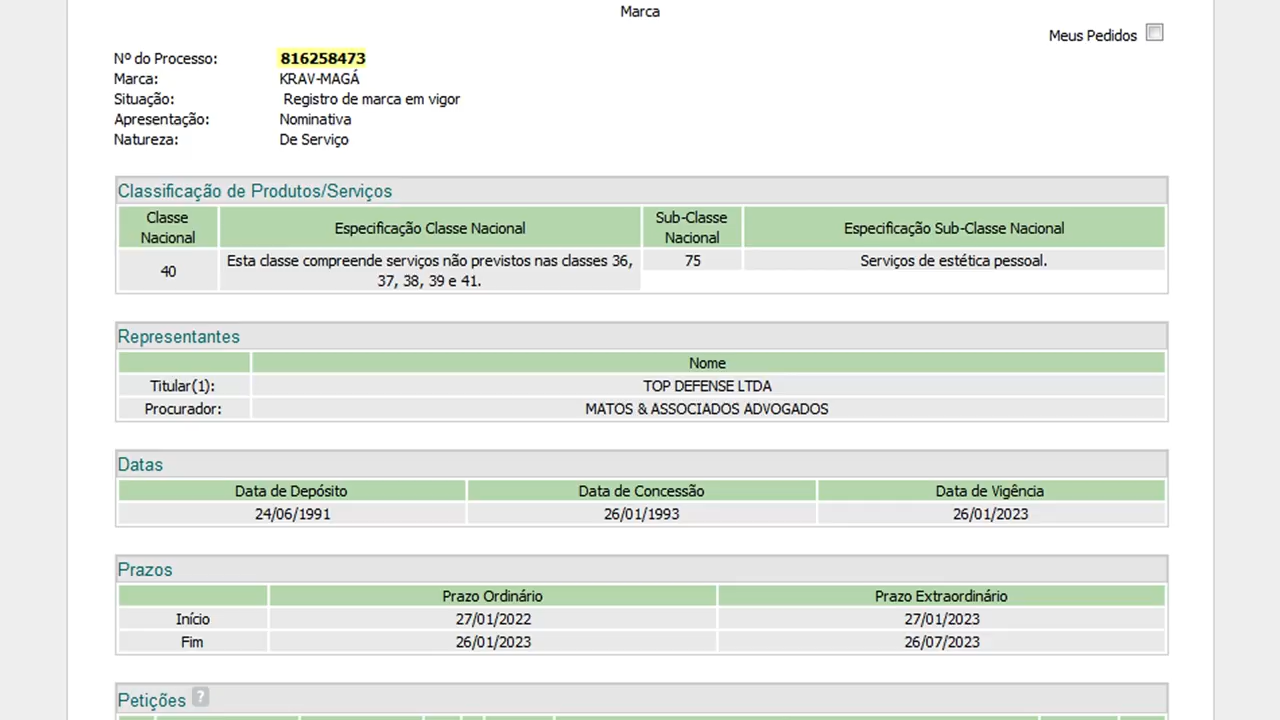 Marca
Meus Pedidos
Nº do Processo: 816258473
Marca: KRAV-MAGÁ
Situação: Registro de marca em vigor
Apresentação: Nominativa
Natureza: De Serviço
Classificação de Produtos/Serviços
Classe Nacional Especificação Classe Nacional Sub-Classe Nacional Especificação Sub-Classe Nacional
40 Esta classe compreende serviços não previstos nas classes 36, 37, 38, 39 e 41. 75 Serviços de estética pessoal.
Representantes
Nome
Titular(1): TOP DEFENSE LTDA
Procurador: MATOS & ASSOCIADOS ADVOGADOS
Datas
Data de Depósito Data de Concessão Data de Vigência
24/06/1991 26/01/1993 26/01/2023
Prazos
Prazo Ordinário Prazo Extraordinário
Início 27/01/2022 27/01/2023
Fim 26/01/2023 26/07/2023
Petições ?